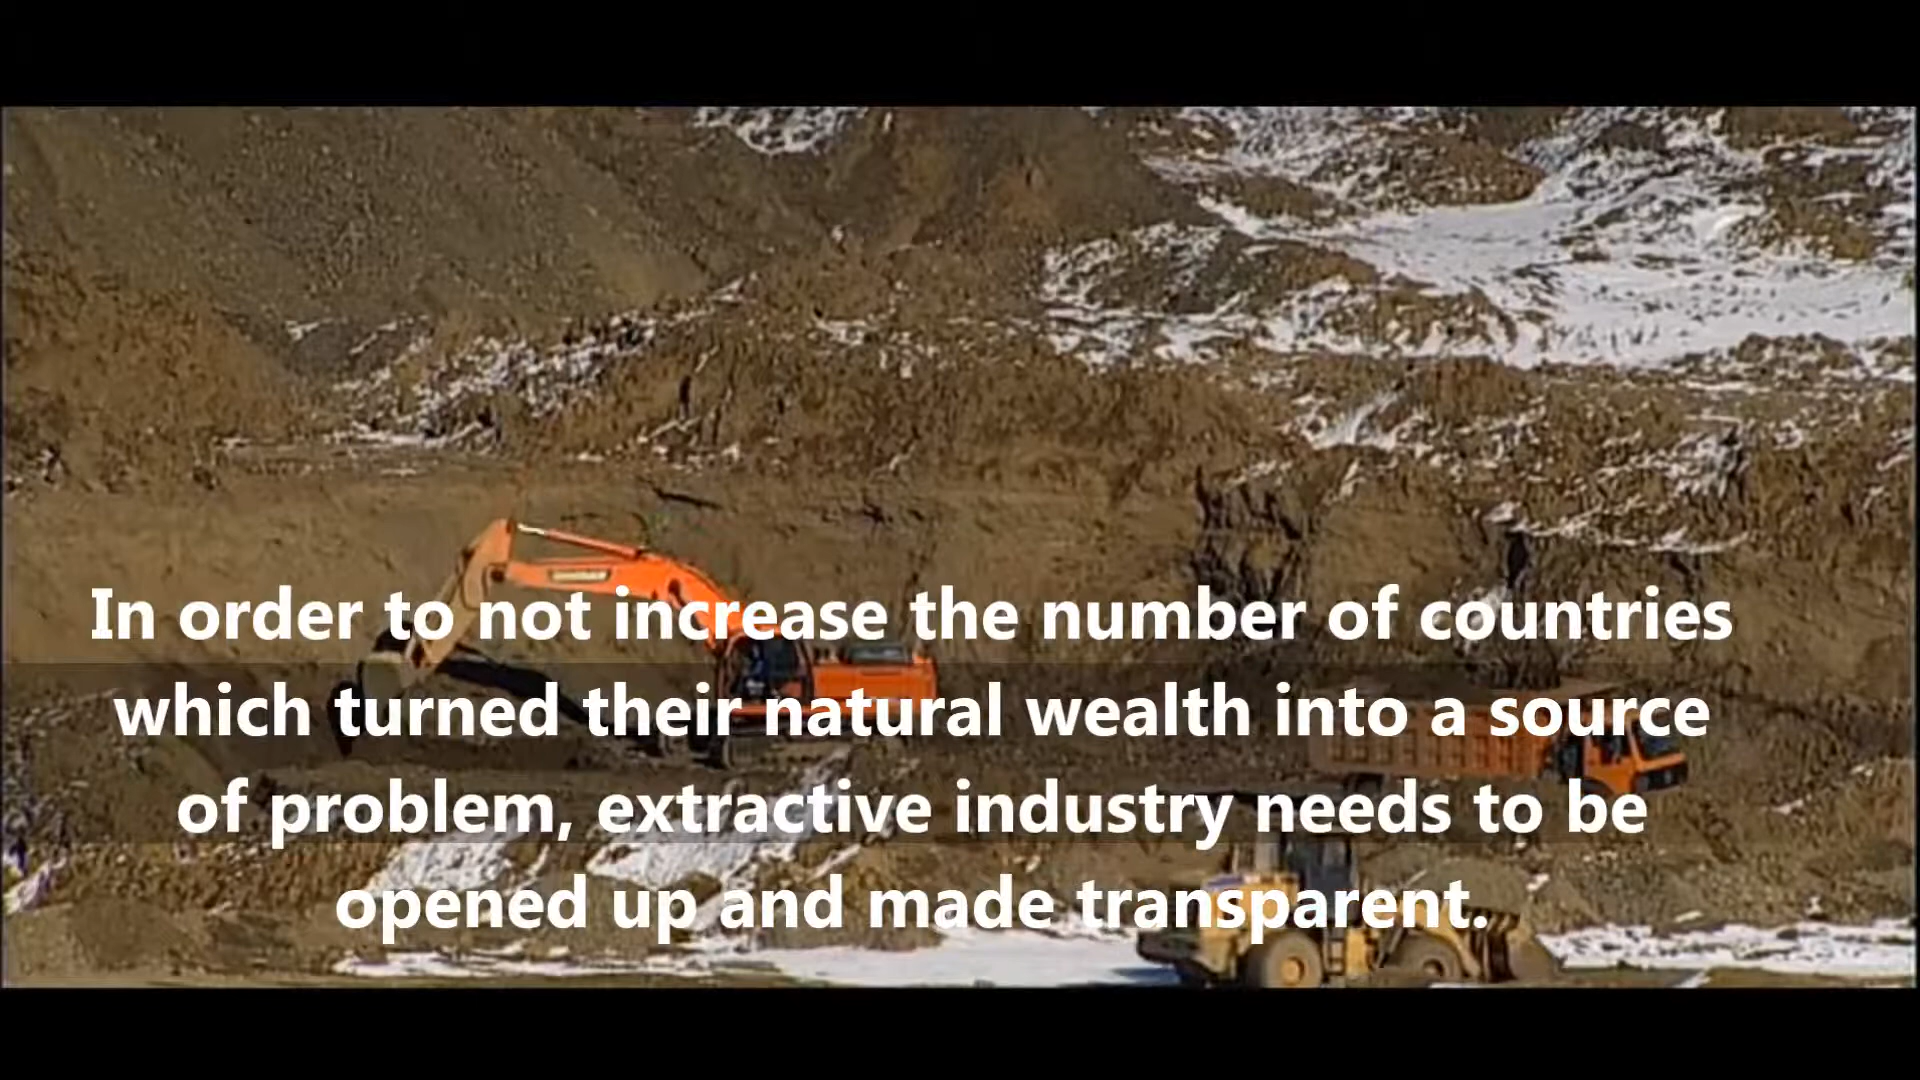 In order to not increase the number of countries
which turned their natural wealth into a source
of problem, extractive industry needs to be
opened up and made transparent.